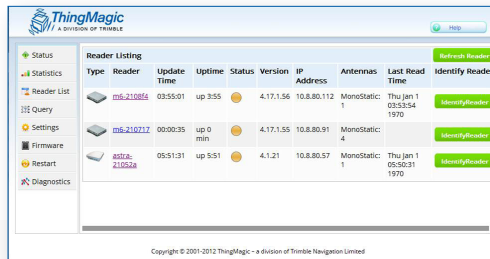 ThingMagic
A DIVISION OF TRIMBLE
Help
Status
Statistics
Reader List
Query
Settings
Firmware
Restart
Diagnostics
Reader Listing
Refresh Reader
Type Reader Update Time Uptime Status Version IP Address Antennas Last Read Time Identify Reade
m6-2108f4 03:55:01 up 3:55 4.17.1.56 10.8.80.112 MonoStatic: 1 Thu Jan 1 03:53:54 1970 IdentifyReader
m6-210717 00:00:35 up 0 min 4.17.1.55 10.8.80.91 MonoStatic: 4 IdentifyReader
astra-21052a 05:51:31 up 5:51 4.1.21 10.8.80.57 MonoStatic: 1 Thu Jan 1 05:50:31 1970 IdentifyReader
Copyright © 2001-2012 ThingMagic – a division of Trimble Navigation Limited